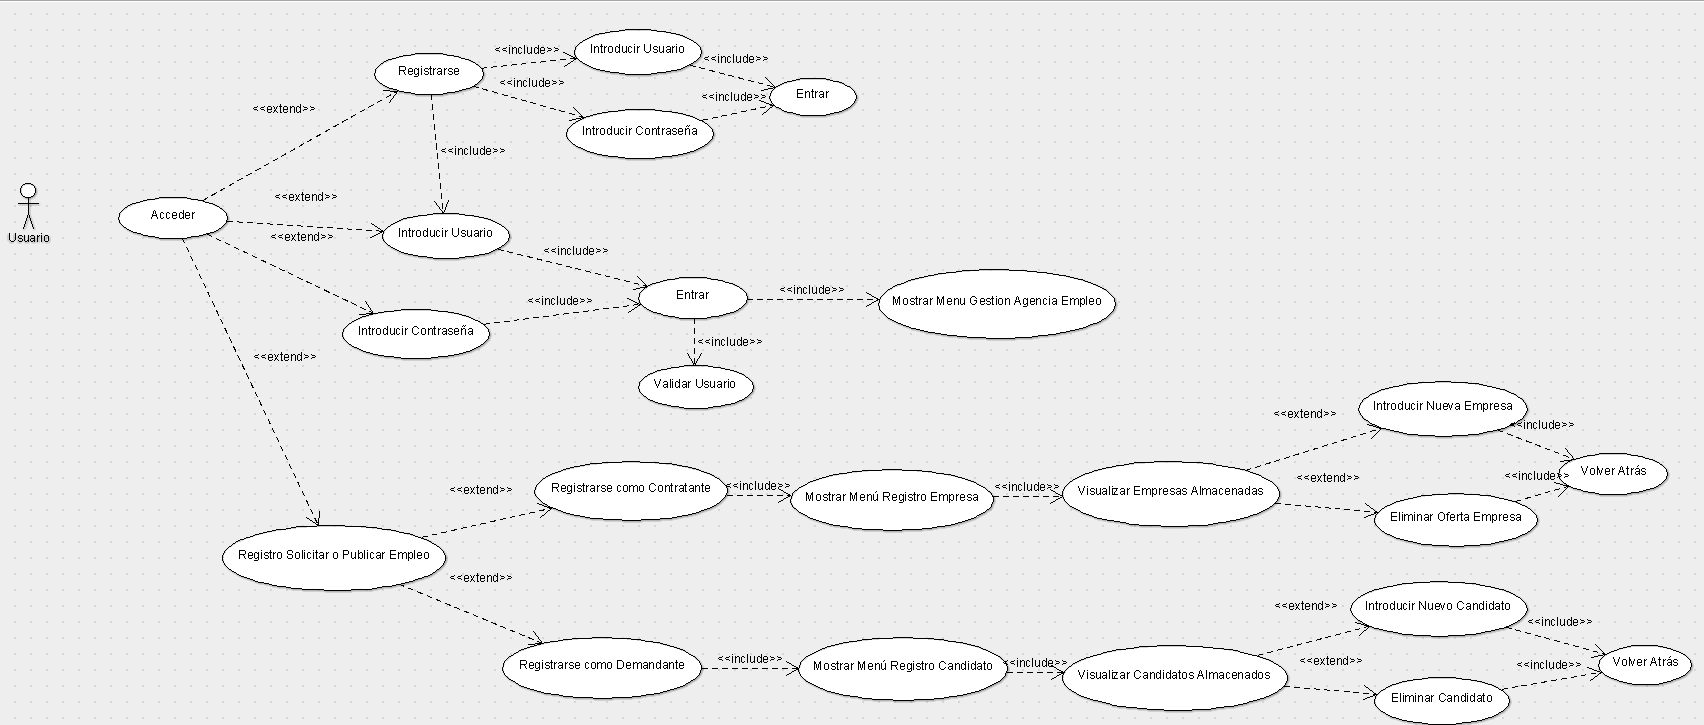 <<include>>
Introducir Usuario
<<include>>
Registrarse
<<include>>
<<include>>
Entrar
<<extend>>
Introducir Contraseña
<<include>>
<<extend>>
Acceder
Usuario
<<extend>>
Introducir Usuario
<<include>>
<<include>>
Entrar
<<include>>
Mostrar Menu Gestion Agencia Empleo
Introducir Contraseña
<<include>>
<<extend>>
Validar Usuario
<<extend>>
Introducir Nueva Empresa
<<include>>
<<extend>>
Registrarse como Contratante
<<include>>
Mostrar Menú Registro Empresa
<<include>>
Visualizar Empresas Almacenadas
<<extend>>
<<include>>
Volver Atrás
Eliminar Oferta Empresa
Registro Solicitar o Publicar Empleo
<<extend>>
<<extend>>
Introducir Nuevo Candidato
<<include>>
Registrarse como Demandante
<<include>>
Mostrar Menú Registro Candidato
<<include>>
Visualizar Candidatos Almacenados
<<extend>>
<<include>>
Volver Atrás
Eliminar Candidato